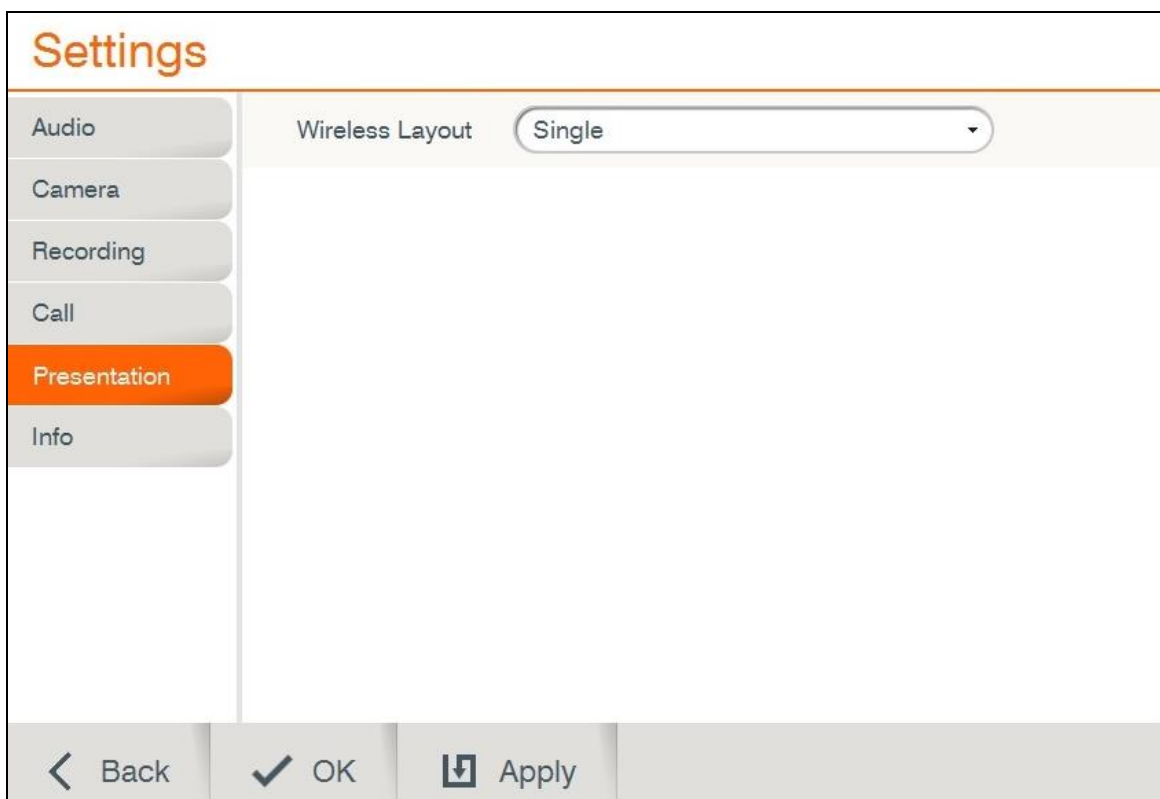 Settings
Audio
Wireless Layout Single
Camera
Recording
Call
Presentation
Info
Back OK Apply